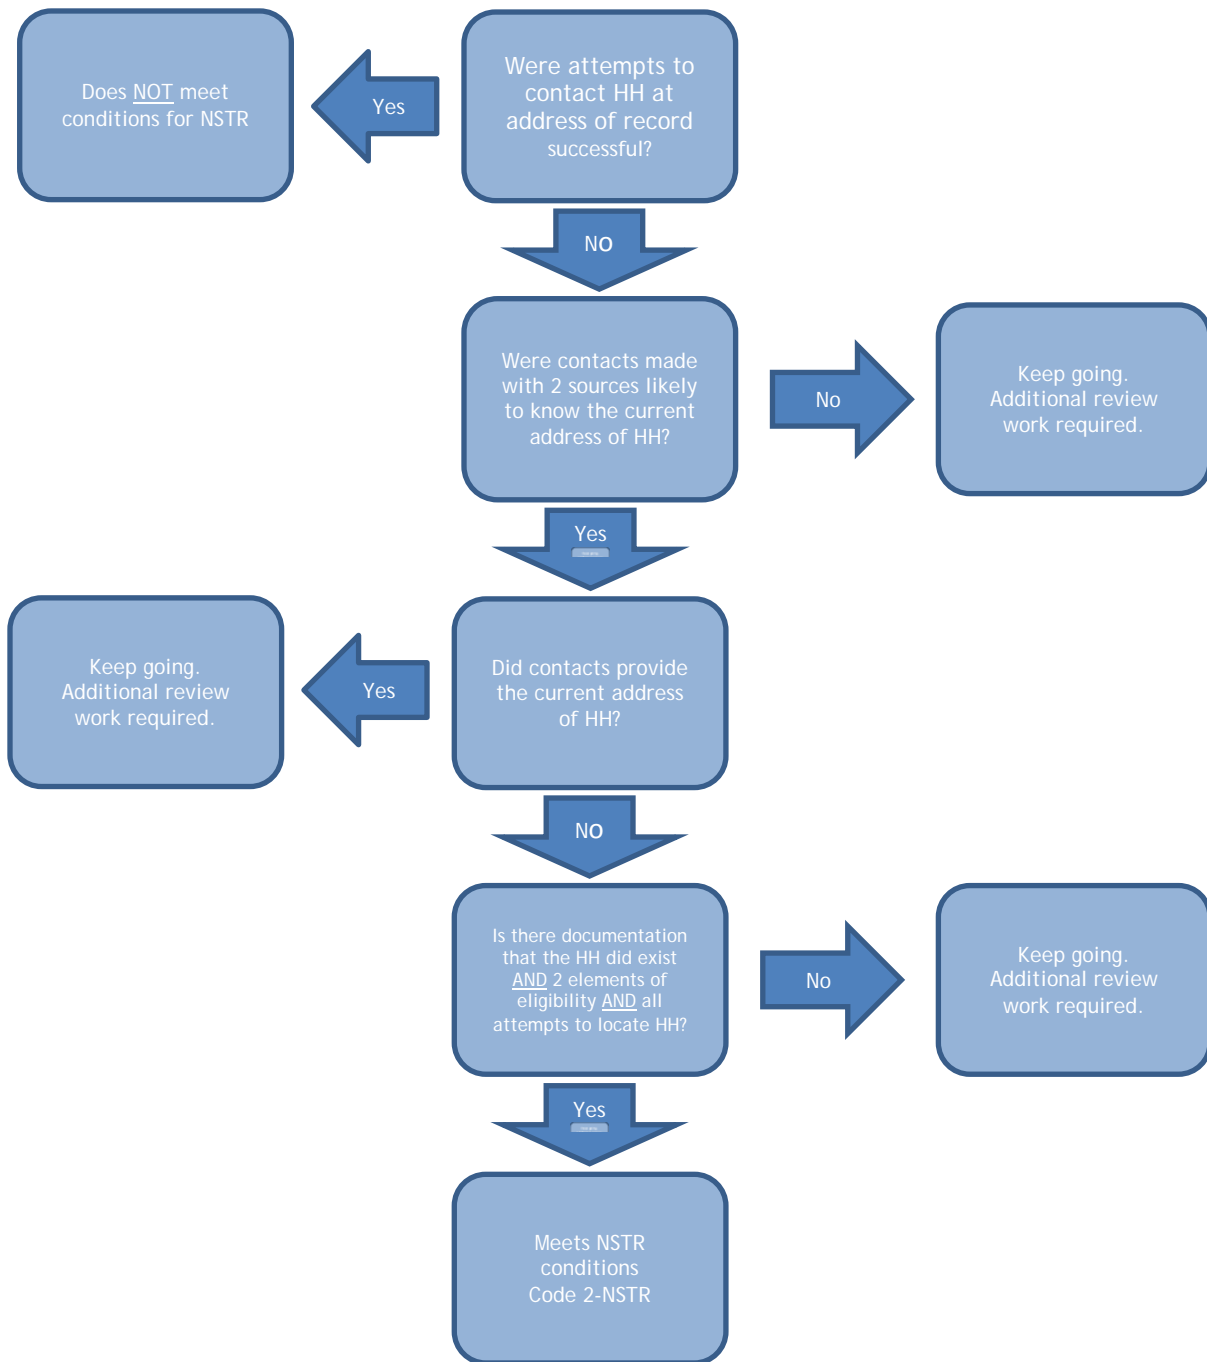 Does NOT meet
conditions for NSTR
Yes
Were attempts to
contact HH at
address of record
successful?
NO
Were contacts made
with 2 sources likely
to know the current
address of HH?
No
Keep going.
Additional review
work required.
Yes
Keep going.
Additional review
work required.
Yes
Did contacts provide
the current address
of HH?
NO
Is there documentation
that the HH did exist
AND 2 elements of
eligibility AND all
attempts to locate HH?
No
Keep going.
Additional review
work required.
Yes
Meets NSTR
conditions
Code 2-NSTR